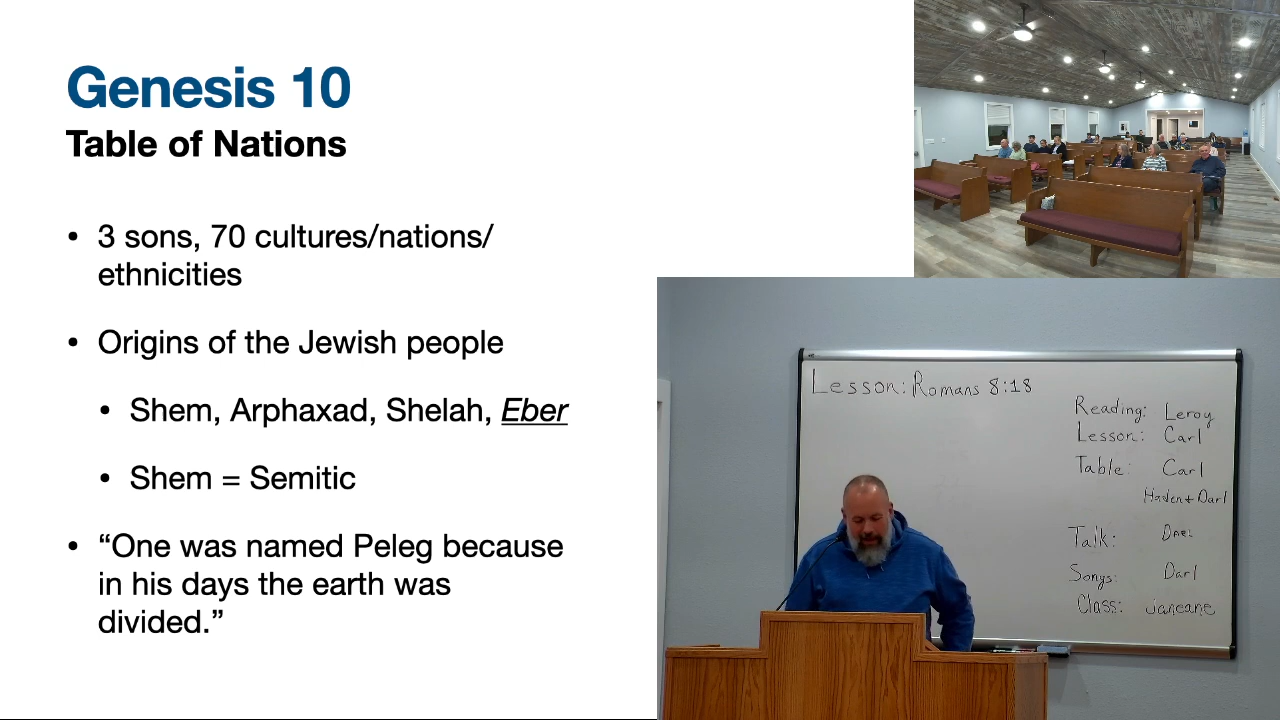 Genesis 10
Table of Nations
• 3 sons, 70 cultures/nations/
ethnicities
• Origins of the Jewish people
• Shem, Arphaxad, Shelah, Eber
• Shem = Semitic
• “One was named Peleg because
in his days the earth was
divided.”
Lesson: Romans 8:18
Reading: Leroy
Lesson: Carl
Table: Carl
Darl
Talk:
Songs: Darl
Class: Janeane